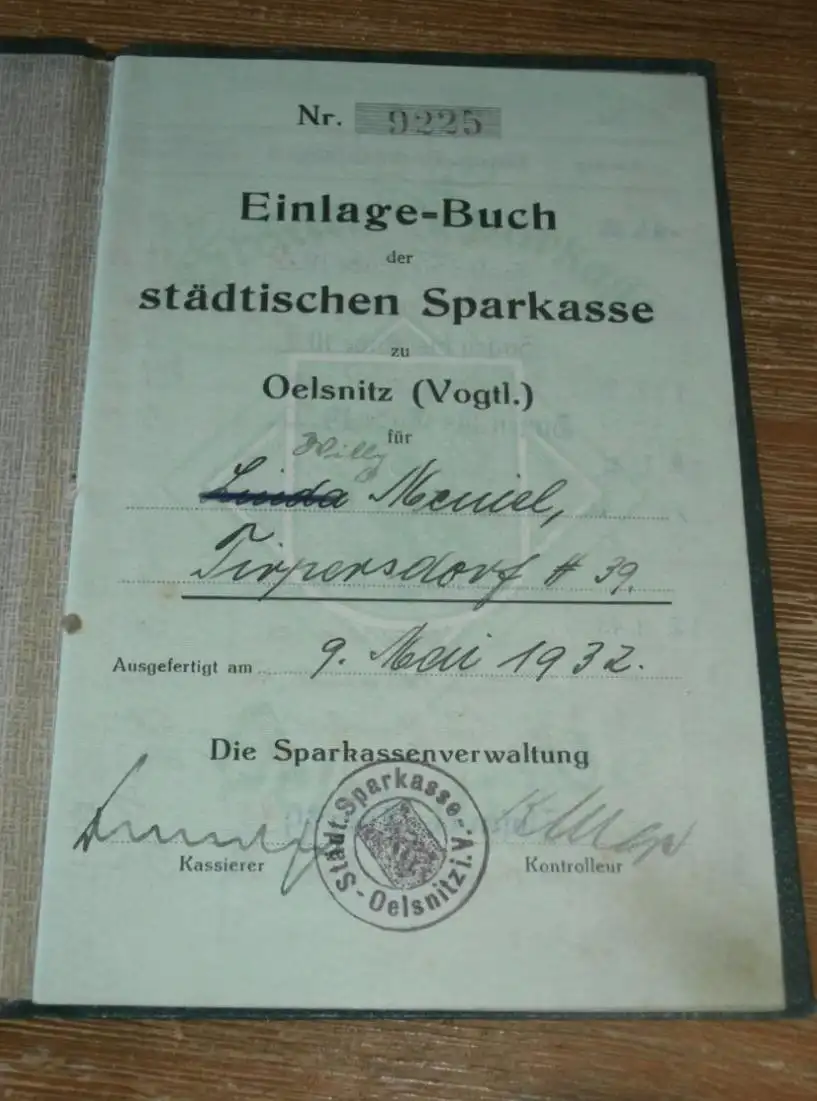 Nr. 9225
Einlage-Buch
der
städtischen Sparkasse
zu
Oelsnitz (Vogtl.)
für
Willy
Linda Meinel,
Tirpersdorf # 39.
Ausgefertigt am 9. Mai 1932.
Die Sparkassenverwaltung
Städt. Sparkasse - Oelsnitz i. V.
Kassierer
Kontrolleur